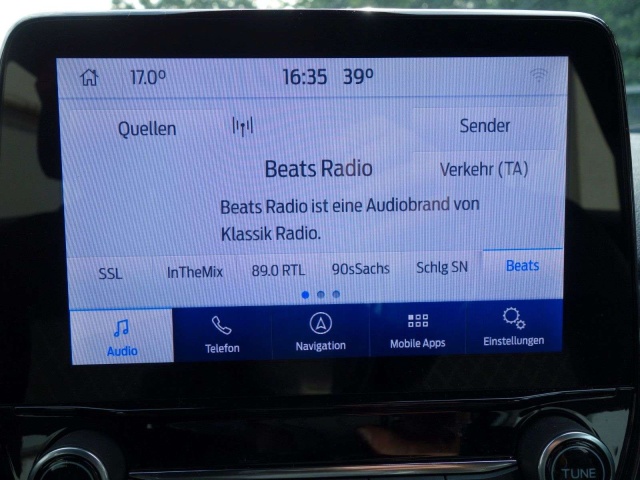 17.0° 16:35 39°
Quellen Sender
Beats Radio Verkehr (TA)
Beats Radio ist eine Audiobrand von
Klassik Radio.
SSL InTheMix 89.0 RTL 90sSachs Schlg SN Beats
Audio Telefon Navigation Mobile Apps Einstellungen
TUNE